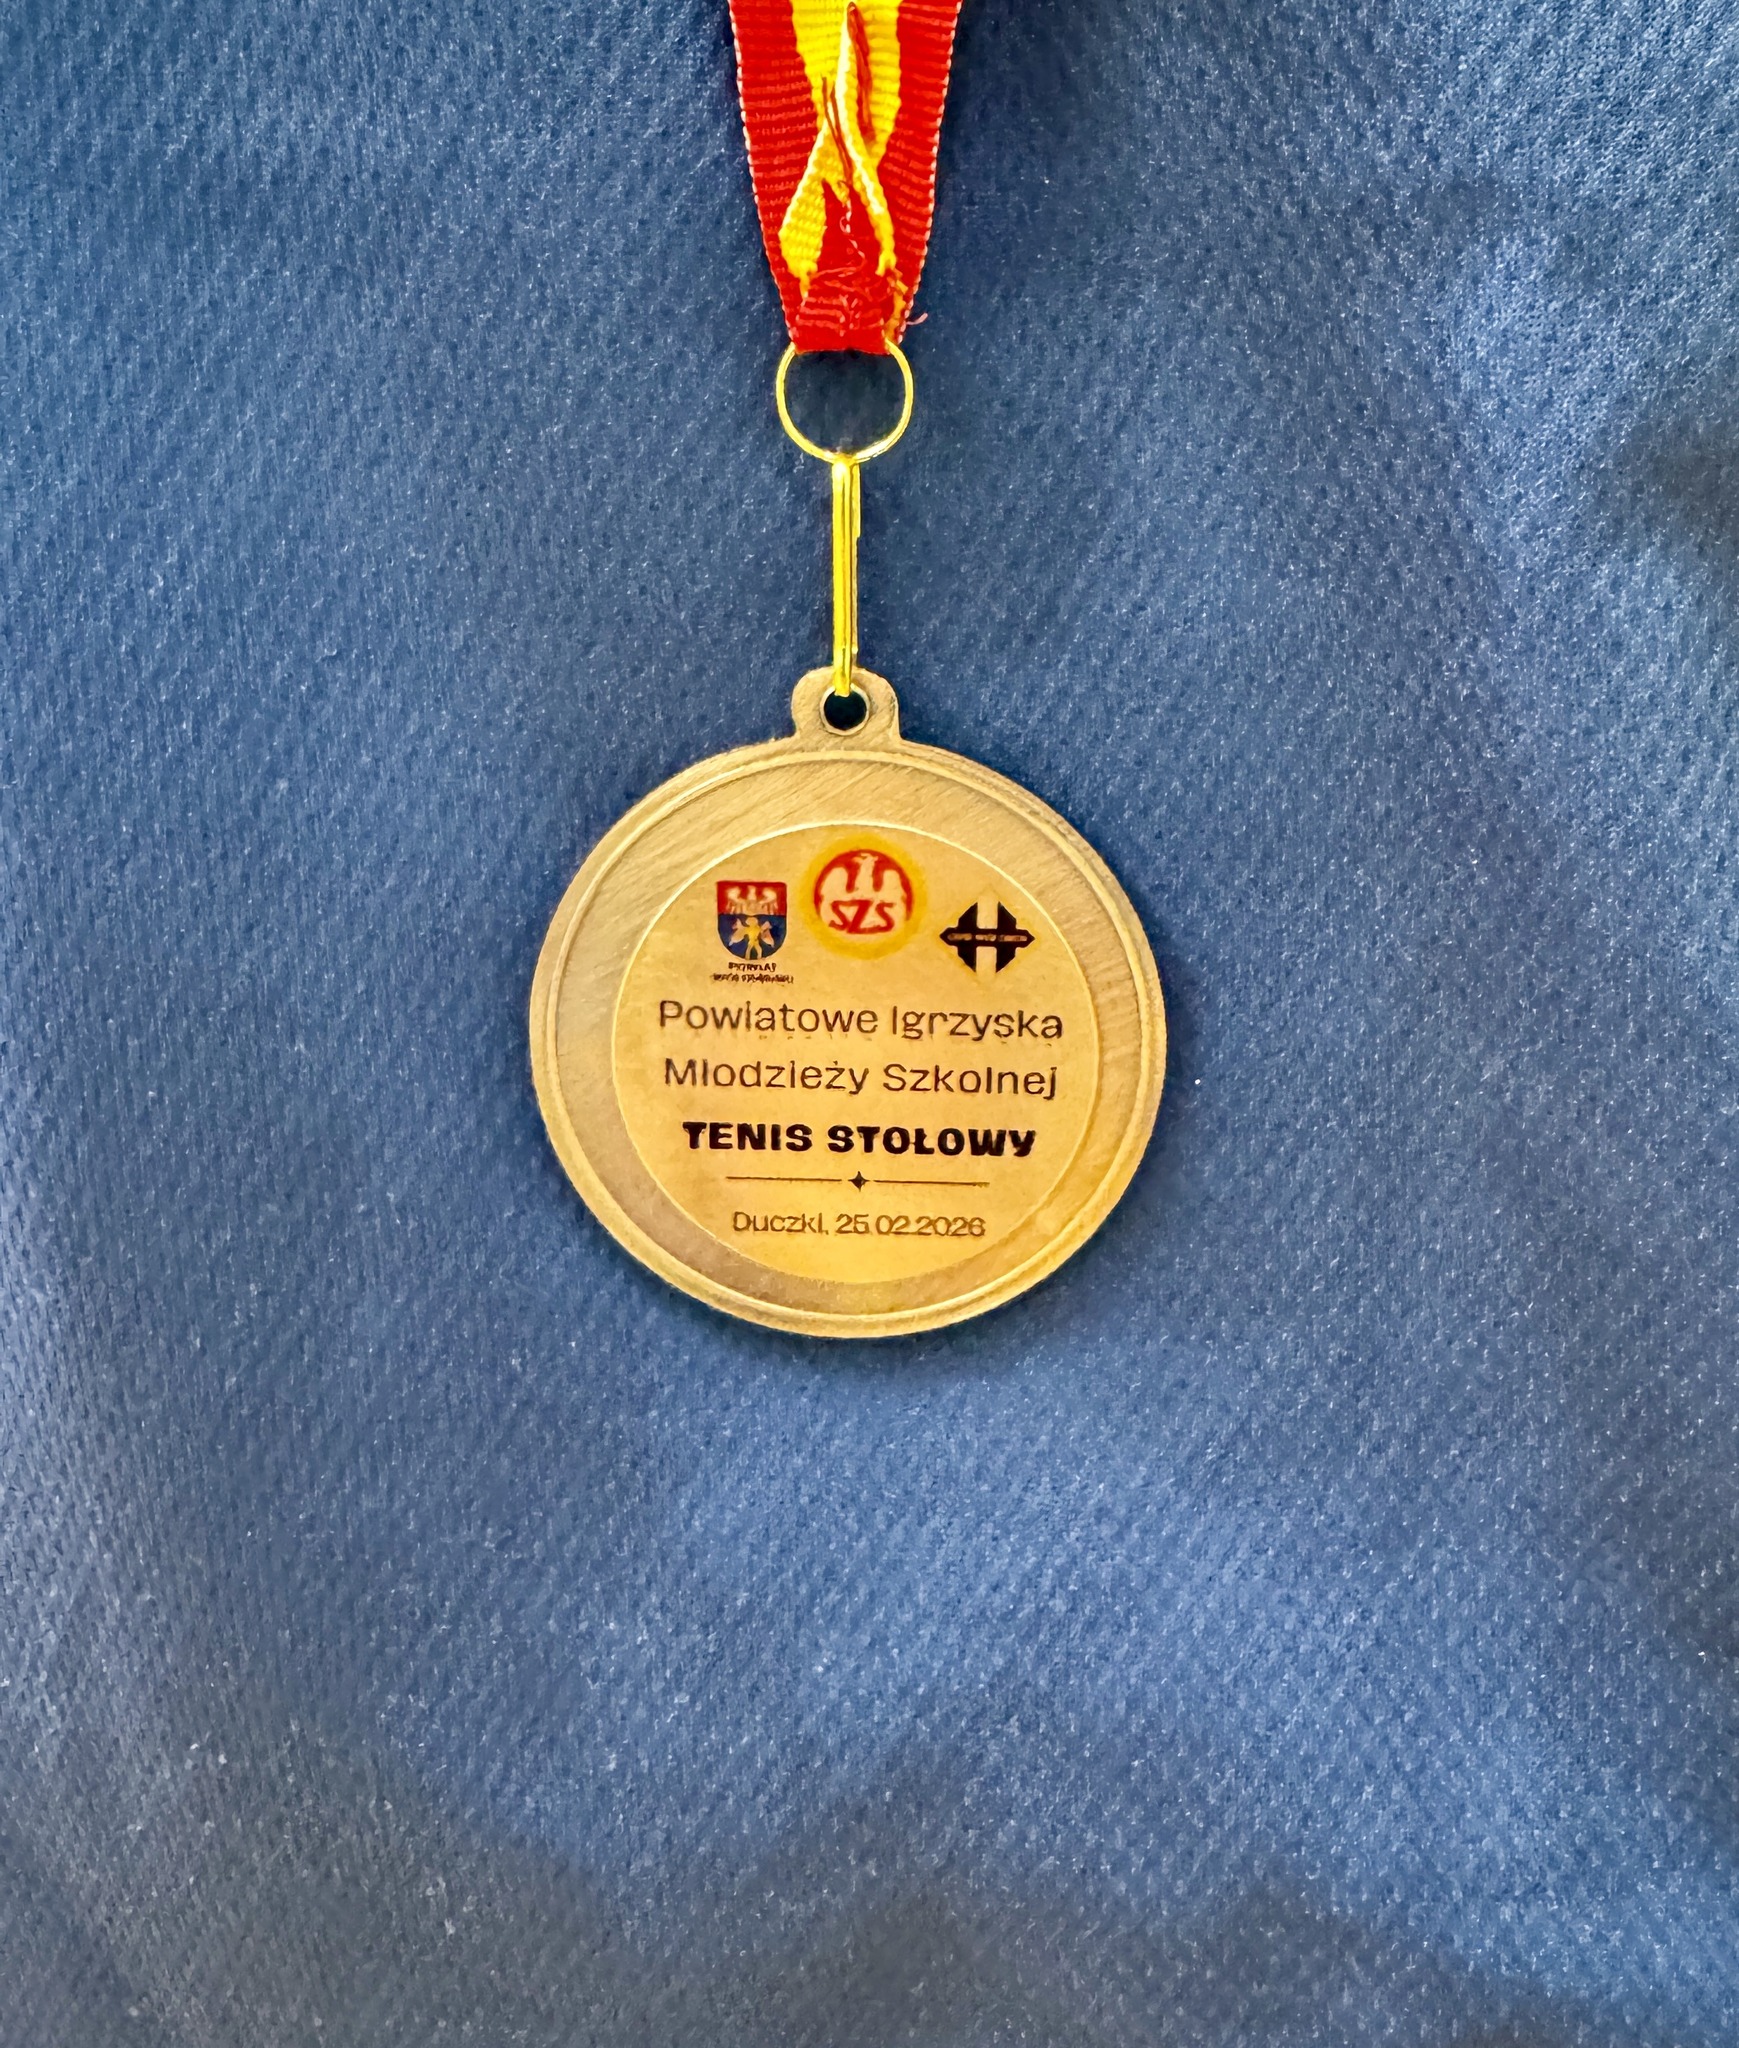 SZS
Powiatowe Igrzyska
Młodzieży Szkolnej
TENIS STOŁOWY
Duczki, 25.02.2026